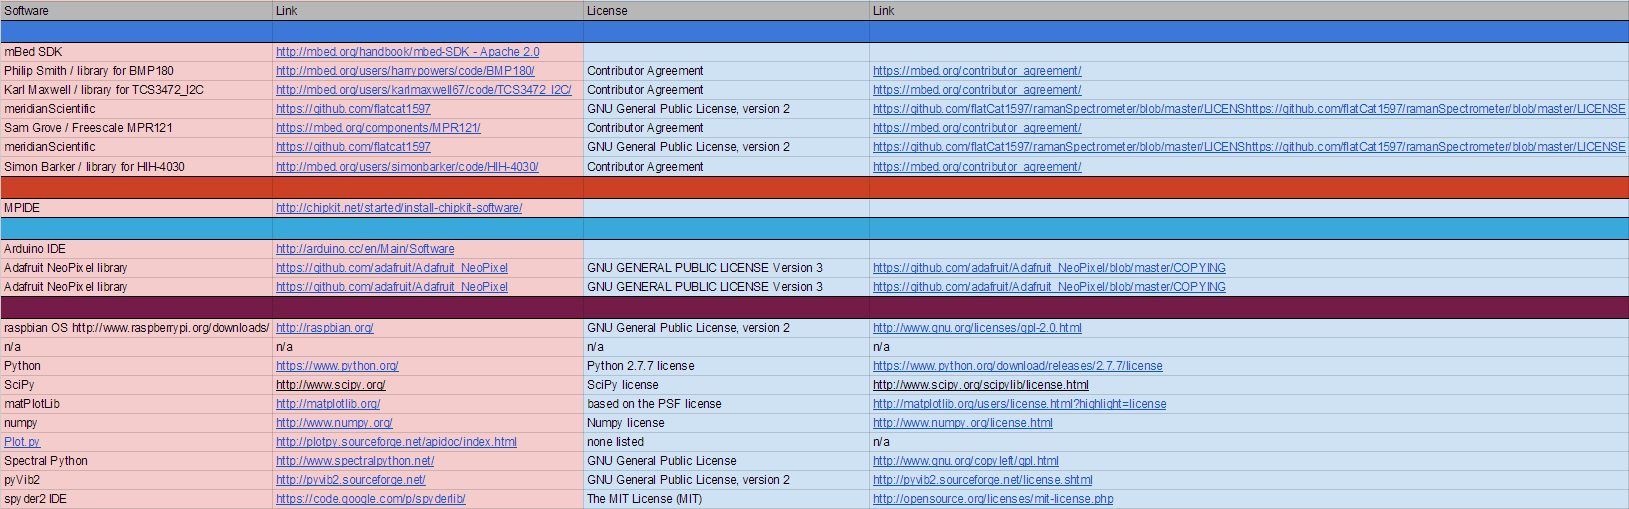 Software Link License Link
mBed SDK http://mbed.org/handbook/mbed-SDK - Apache 2.0
Philip Smith / library for BMP180 http://mbed.org/users/harrypowers/code/BMP180/ Contributor Agreement https://mbed.org/contributor_agreement/
Karl Maxwell / library for TCS3472_I2C http://mbed.org/users/karlmaxwell67/code/TCS3472_I2C/ Contributor Agreement https://mbed.org/contributor_agreement/
meridianScientific https://github.com/flatcat1597 GNU General Public License, version 2 https://github.com/flatCat1597/ramanSpectrometer/blob/master/LICENShttps://github.com/flatCat1597/ramanSpectrometer/blob/master/LICENSE
Sam Grove / Freescale MPR121 https://mbed.org/components/MPR121/ Contributor Agreement https://mbed.org/contributor_agreement/
meridianScientific https://github.com/flatcat1597 GNU General Public License, version 2 https://github.com/flatCat1597/ramanSpectrometer/blob/master/LICENShttps://github.com/flatCat1597/ramanSpectrometer/blob/master/LICENSE
Simon Barker / library for HIH-4030 http://mbed.org/users/simonbarker/code/HIH-4030/ Contributor Agreement https://mbed.org/contributor_agreement/
MPIDE http://chipkit.net/started/install-chipkit-software/
Arduino IDE http://arduino.cc/en/Main/Software
Adafruit NeoPixel library https://github.com/adafruit/Adafruit_NeoPixel GNU GENERAL PUBLIC LICENSE Version 3 https://github.com/adafruit/Adafruit_NeoPixel/blob/master/COPYING
Adafruit NeoPixel library https://github.com/adafruit/Adafruit_NeoPixel GNU GENERAL PUBLIC LICENSE Version 3 https://github.com/adafruit/Adafruit_NeoPixel/blob/master/COPYING
raspbian OS http://www.raspberrypi.org/downloads/ http://raspbian.org/ GNU General Public License, version 2 http://www.gnu.org/licenses/gpl-2.0.html
n/a n/a n/a n/a
Python https://www.python.org/ Python 2.7.7 license https://www.python.org/download/releases/2.7.7/license
SciPy http://www.scipy.org/ SciPy license http://www.scipy.org/scipylib/license.html
matPlotLib http://matplotlib.org/ based on the PSF license http://matplotlib.org/users/license.html?highlight=license
numpy http://www.numpy.org/ Numpy license http://www.numpy.org/license.html
Plot.py http://plotpy.sourceforge.net/apidoc/index.html none listed n/a
Spectral Python http://www.spectralpython.net/ GNU General Public License http://www.gnu.org/copyleft/gpl.html
pyVib2 http://pyvib2.sourceforge.net/ GNU General Public License, version 2 http://pyvib2.sourceforge.net/license.shtml
spyder2 IDE https://code.google.com/p/spyderlib/ The MIT License (MIT) http://opensource.org/licenses/mit-license.php